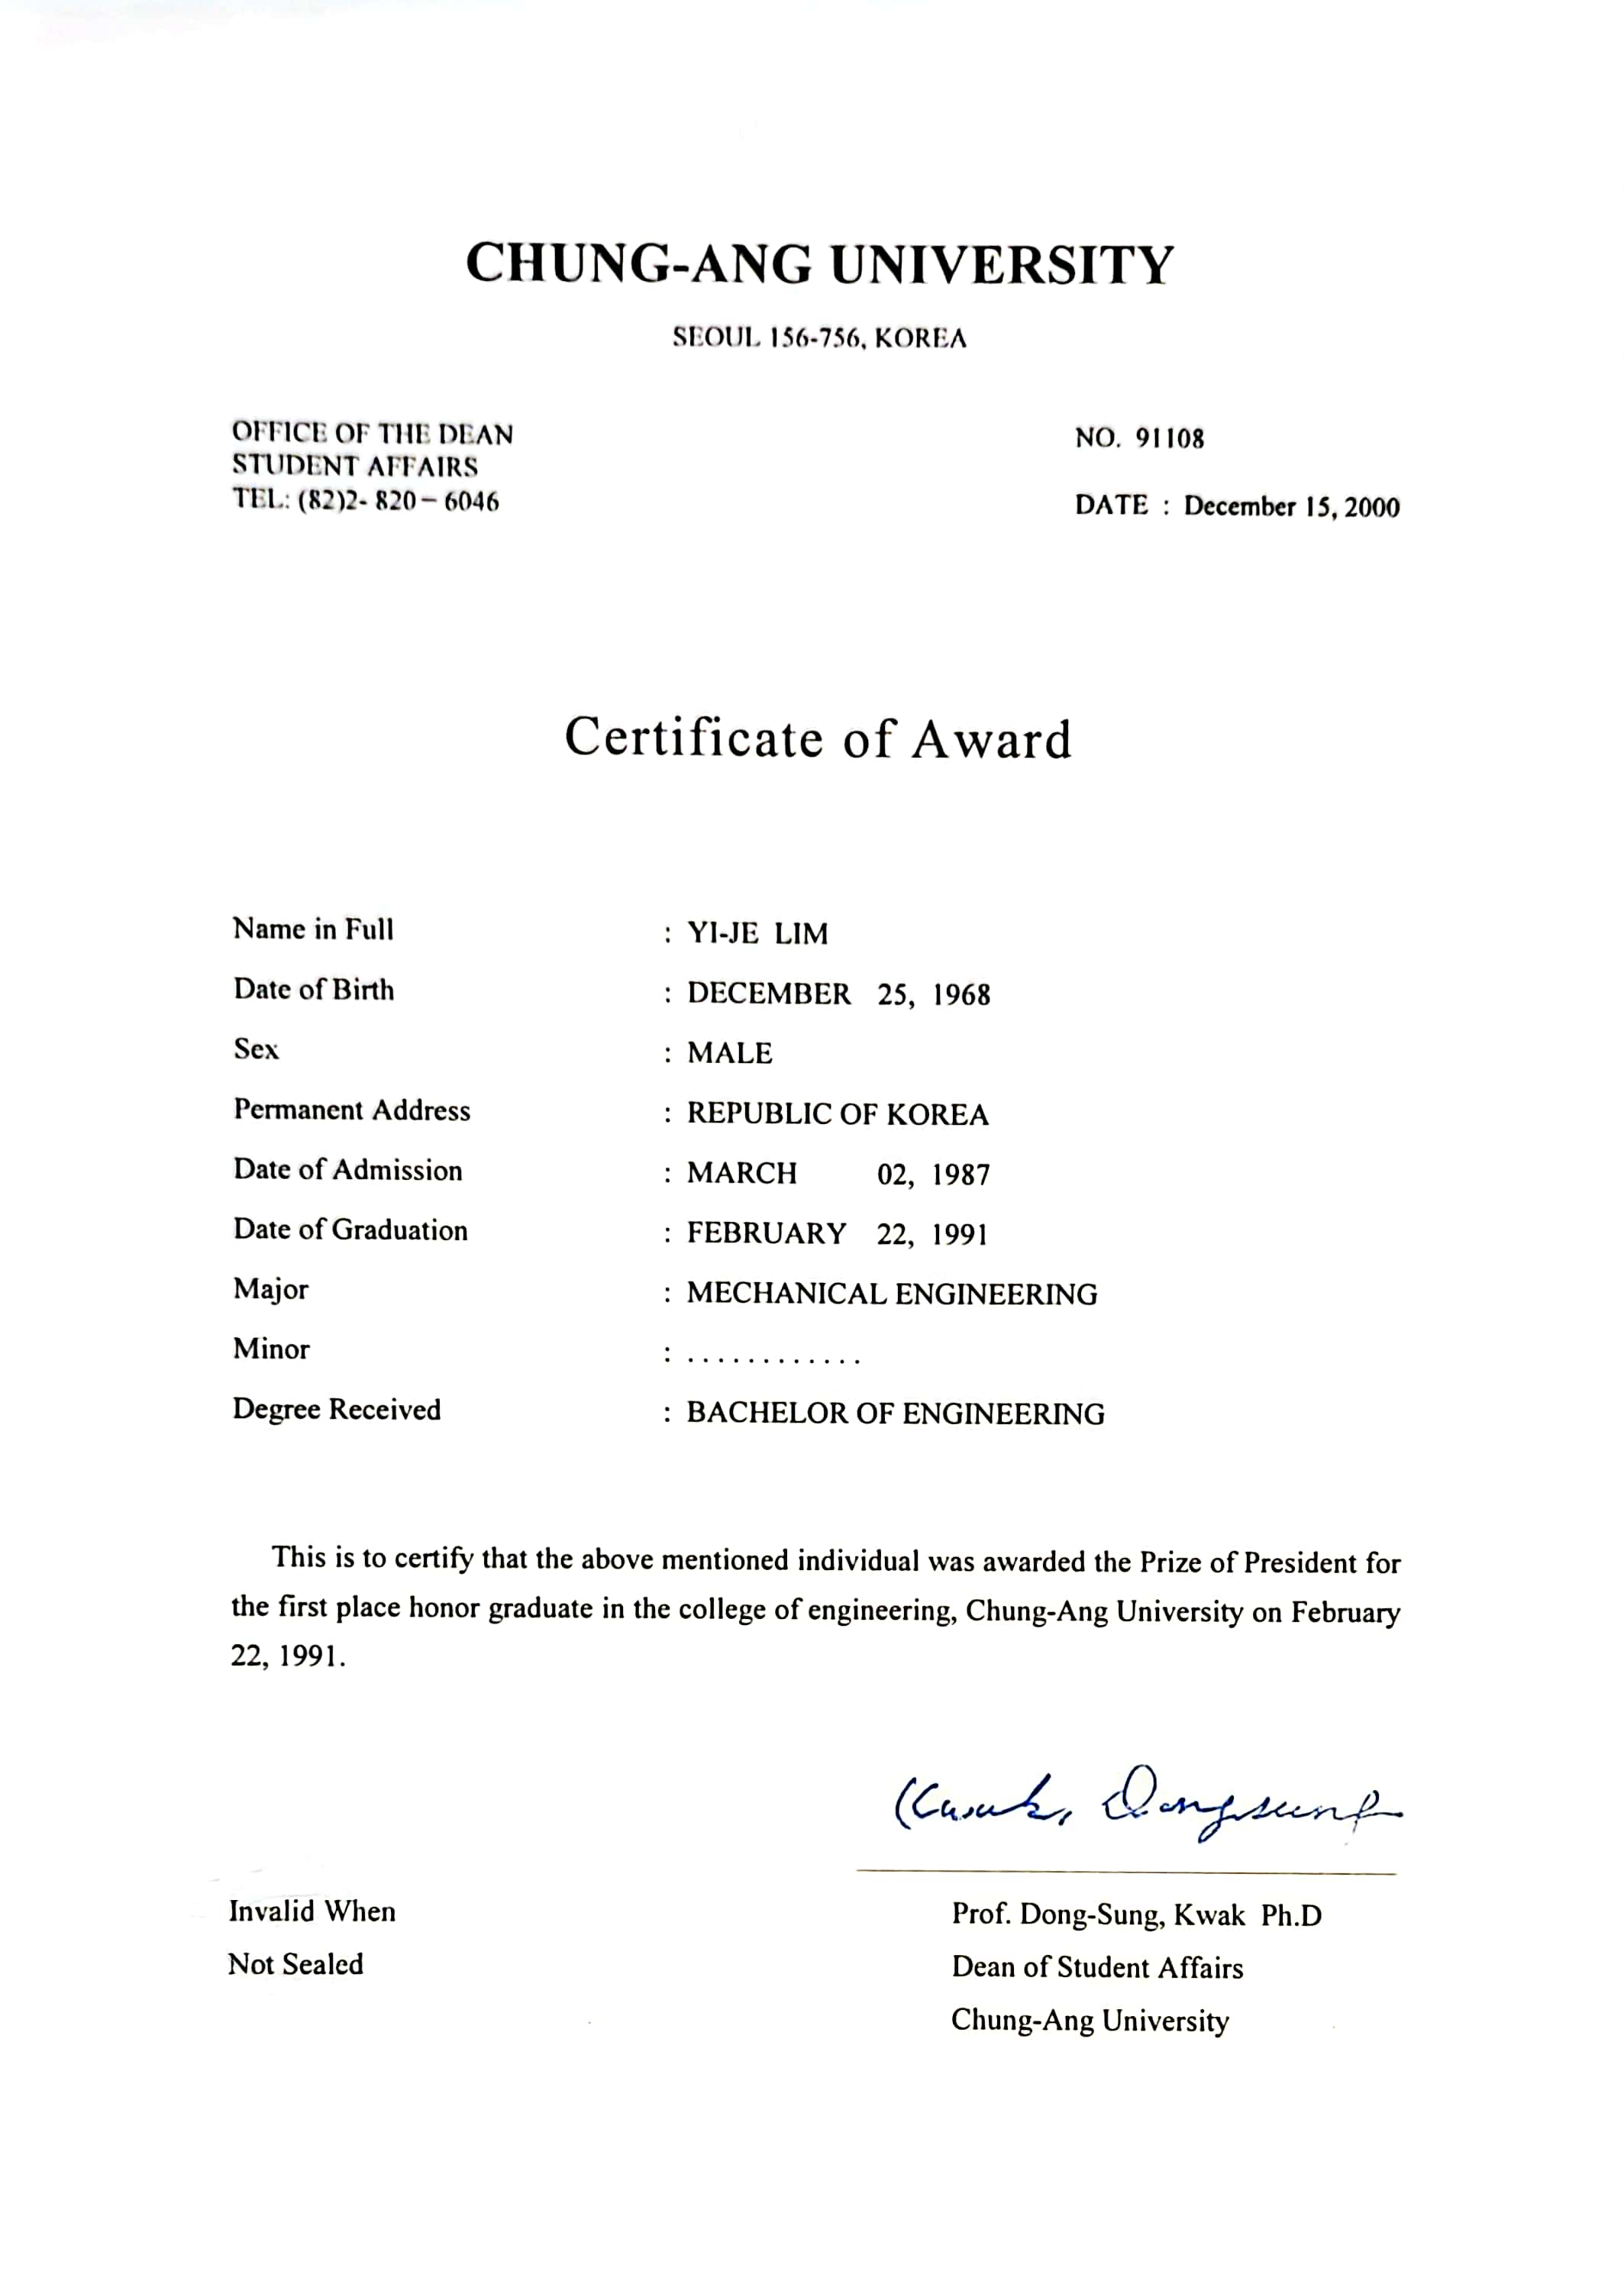 CHUNG-ANG UNIVERSITY
SEOUL 156-756, KOREA
OFFICE OF THE DEAN
STUDENT AFFAIRS
TEL: (82)2- 820 – 6046
NO. 91108
DATE : December 15, 2000
Certificate of Award
Name in Full : YI-JE LIM
Date of Birth : DECEMBER 25, 1968
Sex : MALE
Permanent Address : REPUBLIC OF KOREA
Date of Admission : MARCH 02, 1987
Date of Graduation : FEBRUARY 22, 1991
Major : MECHANICAL ENGINEERING
Minor : ............
Degree Received : BACHELOR OF ENGINEERING
This is to certify that the above mentioned individual was awarded the Prize of President for
the first place honor graduate in the college of engineering, Chung-Ang University on February
22, 1991.
Kwak, Dongsung
Invalid When
Not Sealed
Prof. Dong-Sung, Kwak Ph.D
Dean of Student Affairs
Chung-Ang University